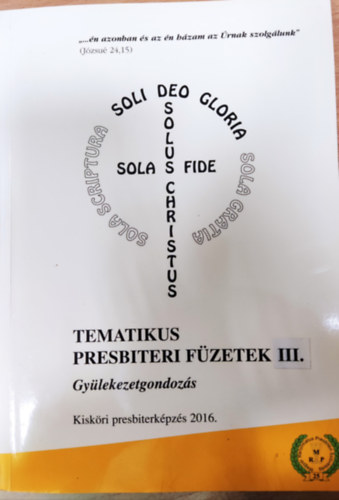 „...én azonban és az én házam az Úrnak szolgálunk"
(Józsué 24,15)
SOLI DEO GLORIA
SOLUS CHRISTUS
SOLA FIDE
SOLA SCRIPTURA
SOLA GRATIA
TEMATIKUS
PRESBITERI FÜZETEK III.
Gyülekezetgondozás
Kisköri presbiterképzés 2016.
M
R P